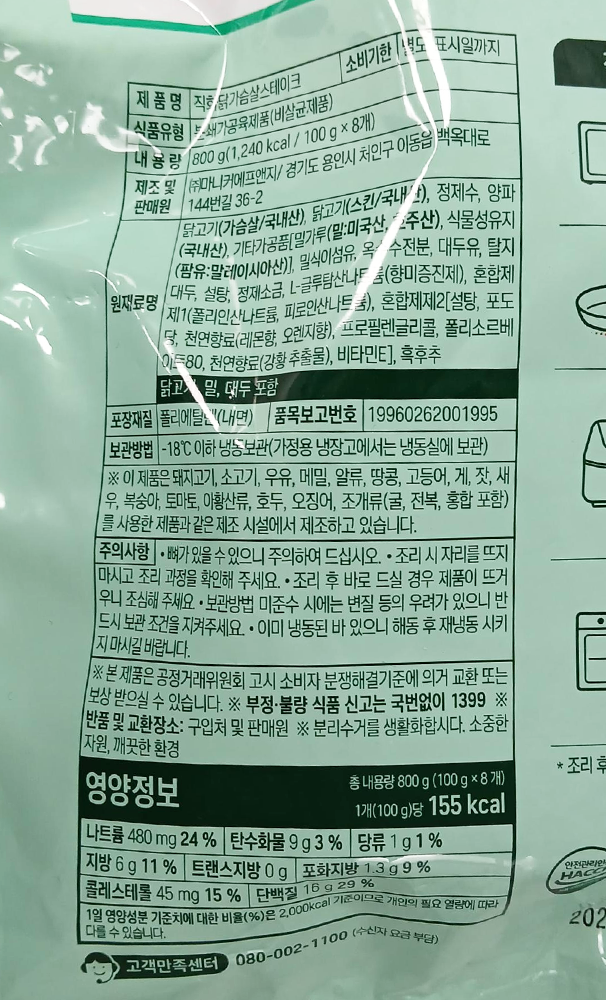 소비기한 별도 표시일까지
제품명 직화닭가슴살스테이크
식품유형 분쇄가공육제품(비살균제품)
내용량 800 g(1,240 kcal / 100 g × 8개)
제조 및 판매원 ㈜마니커에프앤지/ 경기도 용인시 처인구 이동읍 백옥대로
144번길 36-2
원재료명 닭고기(가슴살/국내산), 닭고기(스킨/국내산), 정제수, 양파
(국내산), 기타가공품[밀가루(밀:미국산, 호주산), 식물성유지
(팜유:말레이시아산)], 밀식이섬유, 옥수수전분, 대두유, 탈지
대두, 설탕, 정제소금, L-글루탐산나트륨(향미증진제), 혼합제
제1(폴리인산나트륨, 피로인산나트륨), 혼합제제2[설탕, 포도
당, 천연향료(레몬향, 오렌지향), 프로필렌글리콜, 폴리소르베
이트80, 천연향료(강황 추출물), 비타민E], 흑후추
닭고기, 밀, 대두 포함
포장재질 폴리에틸렌(내면) 품목보고번호 19960262001995
보관방법 -18℃ 이하 냉동보관(가정용 냉장고에서는 냉동실에 보관)
※ 이 제품은 돼지고기, 소고기, 우유, 메밀, 알류, 땅콩, 고등어, 게, 잣, 새
우, 복숭아, 토마토, 아황산류, 호두, 오징어, 조개류(굴, 전복, 홍합 포함)
를 사용한 제품과 같은 제조 시설에서 제조하고 있습니다.
주의사항 • 뼈가 있을 수 있으니 주의하여 드십시오. • 조리 시 자리를 뜨지
마시고 조리 과정을 확인해 주세요. • 조리 후 바로 드실 경우 제품이 뜨거
우니 조심해 주세요. • 보관방법 미준수 시에는 변질 등의 우려가 있으니 반
드시 보관 조건을 지켜주세요. • 이미 냉동된 바 있으니 해동 후 재냉동 시키
지 마시길 바랍니다.
※ 본 제품은 공정거래위원회 고시 소비자 분쟁해결기준에 의거 교환 또는
보상 받으실 수 있습니다. ※ 부정·불량 식품 신고는 국번없이 1399 ※
반품 및 교환장소: 구입처 및 판매원 ※ 분리수거를 생활화합시다. 소중한
자원, 깨끗한 환경
영양정보 총 내용량 800 g (100 g × 8 개)
1개(100 g)당 155 kcal
나트륨 480 mg 24 % 탄수화물 9 g 3 % 당류 1 g 1 %
지방 6 g 11 % 트랜스지방 0 g 포화지방 1.3 g 9 %
콜레스테롤 45 mg 15 % 단백질 16 g 29 %
1일 영양성분 기준치에 대한 비율(%)은 2,000kcal 기준이므로 개인의 필요 열량에 따라
다를 수 있습니다.
고객만족센터 080-002-1100 (수신자 요금 부담)
* 조리 후
안전관리인
HACC
202